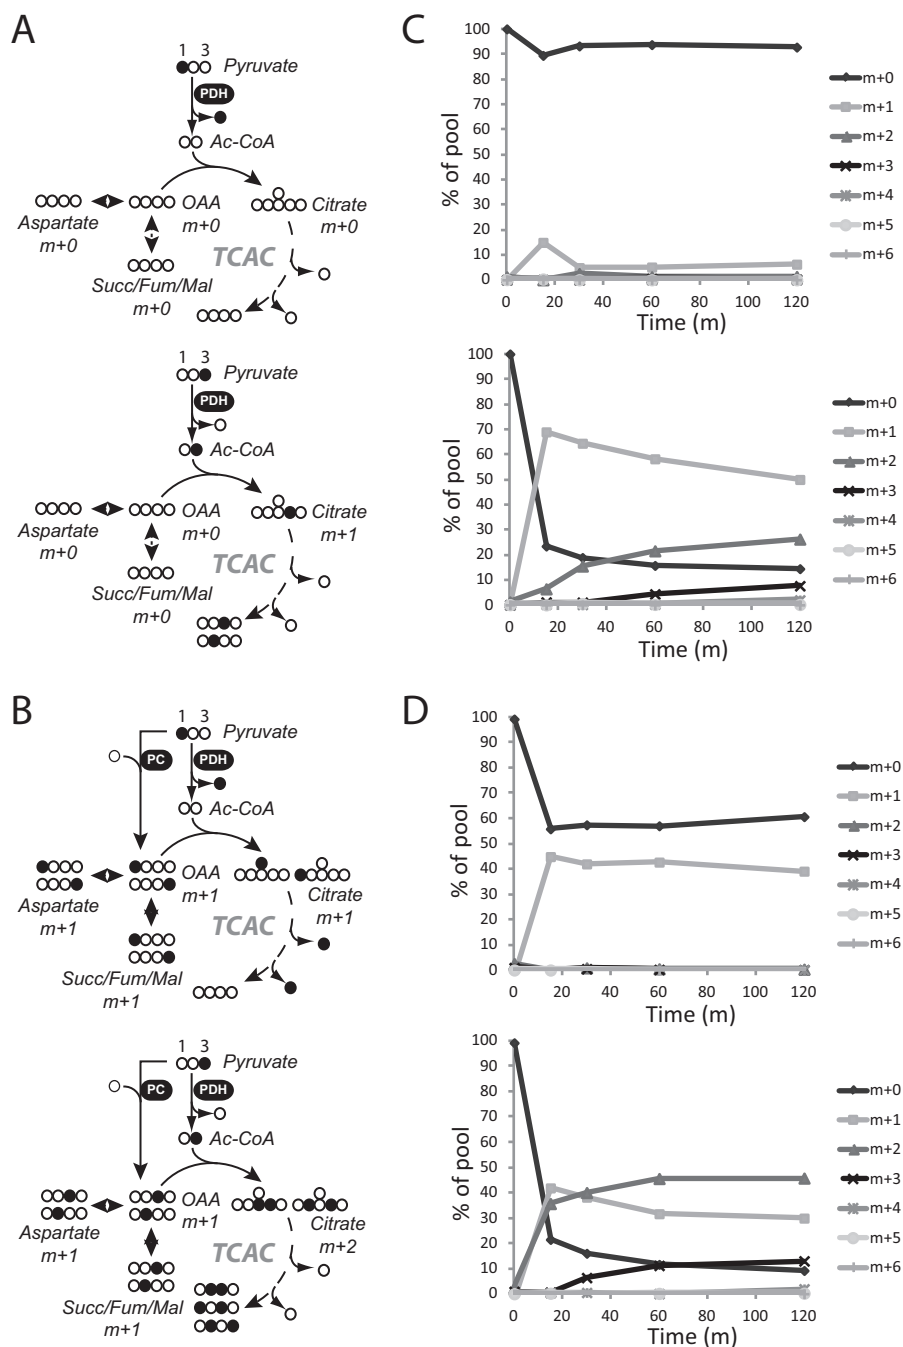 A
1 3
Pyruvate
PDH
Ac-CoA
Aspartate
m+0
OAA
m+0
Citrate
m+0
TCAC
Succ/Fum/Mal
m+0
1 3
Pyruvate
PDH
Ac-CoA
Aspartate
m+0
OAA
m+0
Citrate
m+1
TCAC
Succ/Fum/Mal
m+0
C
% of pool
100
90
80
70
60
50
40
30
20
10
0
0 20 40 60 80 100 120
Time (m)
m+0
m+1
m+2
m+3
m+4
m+5
m+6
% of pool
100
90
80
70
60
50
40
30
20
10
0
0 20 40 60 80 100 120
Time (m)
m+0
m+1
m+2
m+3
m+4
m+5
m+6
B
1 3
Pyruvate
PC
PDH
Ac-CoA
Aspartate
m+1
OAA
m+1
Citrate
m+1
TCAC
Succ/Fum/Mal
m+1
1 3
Pyruvate
PC
PDH
Ac-CoA
Aspartate
m+1
OAA
m+1
Citrate
m+2
TCAC
Succ/Fum/Mal
m+1
D
% of pool
100
90
80
70
60
50
40
30
20
10
0
0 20 40 60 80 100 120
Time (m)
m+0
m+1
m+2
m+3
m+4
m+5
m+6
% of pool
100
90
80
70
60
50
40
30
20
10
0
0 20 40 60 80 100 120
Time (m)
m+0
m+1
m+2
m+3
m+4
m+5
m+6